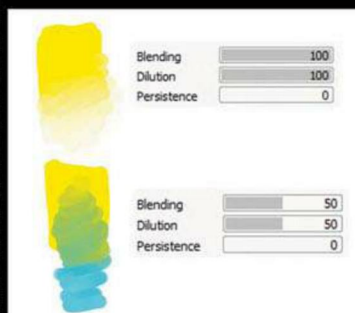 Blending 100
Dilution 100
Persistence 0
Blending 50
Dilution 50
Persistence 0